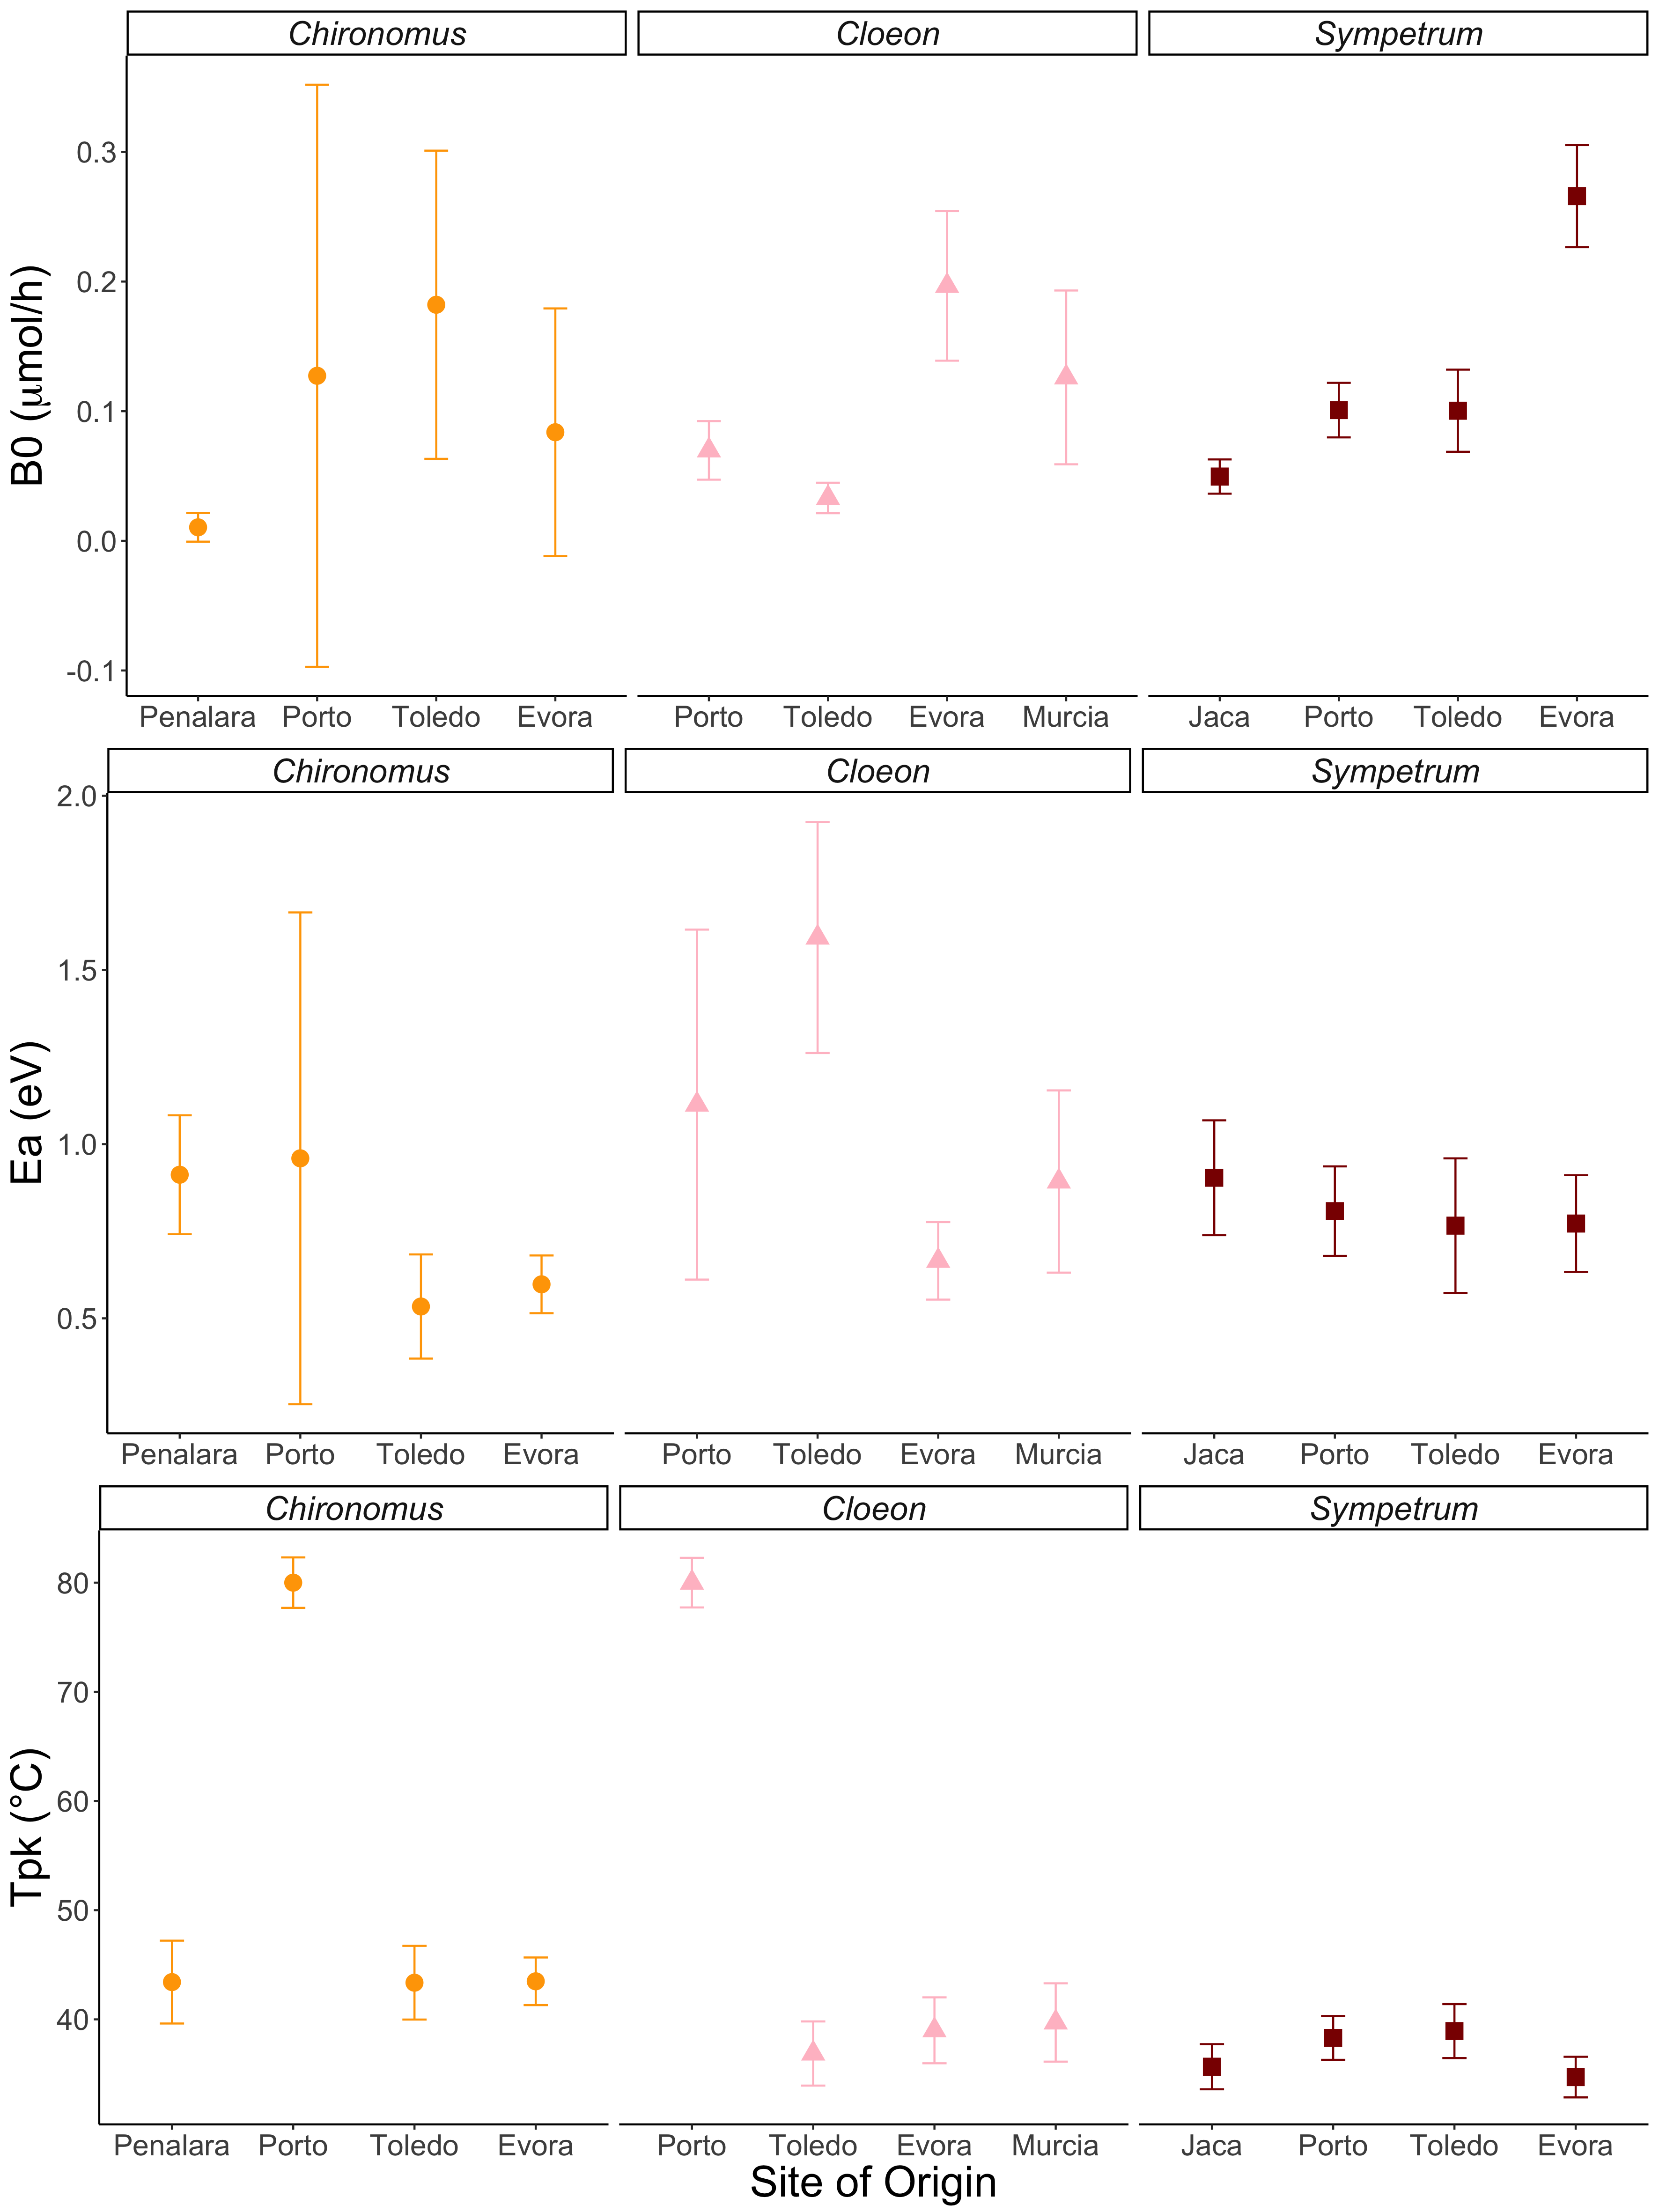 Chironomus Cloeon Sympetrum
B0 (μmol/h)
0.3
0.2
0.1
0.0
-0.1
Penalara Porto Toledo Evora Porto Toledo Evora Murcia Jaca Porto Toledo Evora
Chironomus Cloeon Sympetrum
Ea (eV)
2.0
1.5
1.0
0.5
Penalara Porto Toledo Evora Porto Toledo Evora Murcia Jaca Porto Toledo Evora
Chironomus Cloeon Sympetrum
Tpk (°C)
80
70
60
50
40
Penalara Porto Toledo Evora Porto Toledo Evora Murcia Jaca Porto Toledo Evora
Site of Origin